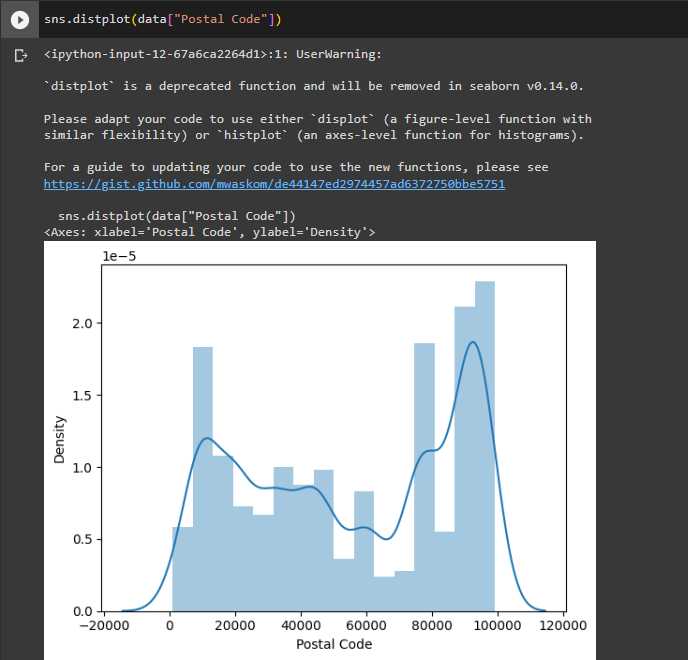 sns.distplot(data["Postal Code"])
<ipython-input-12-67a6ca2264d1>:1: UserWarning:
`distplot` is a deprecated function and will be removed in seaborn v0.14.0.
Please adapt your code to use either `displot` (a figure-level function with
similar flexibility) or `histplot` (an axes-level function for histograms).
For a guide to updating your code to use the new functions, please see
https://gist.github.com/mwaskom/de44147ed2974457ad6372750bbe5751
sns.distplot(data["Postal Code"])
<Axes: xlabel='Postal Code', ylabel='Density'>
1e−5
2.0
1.5
1.0
0.5
0.0
Density
−20000 0 20000 40000 60000 80000 100000 120000
Postal Code